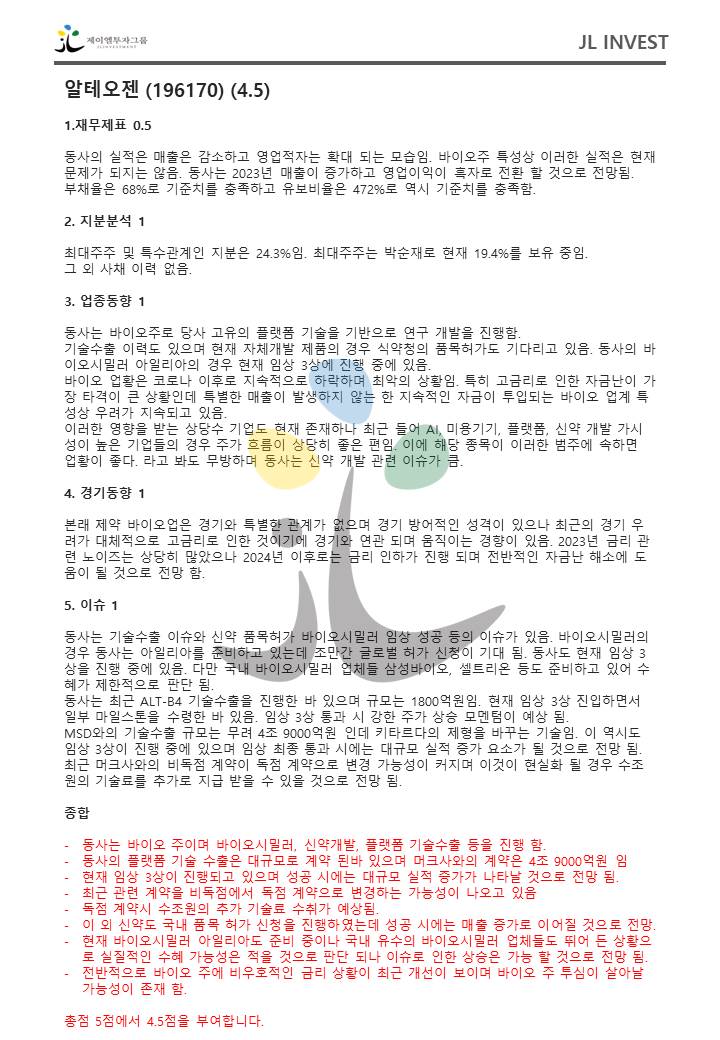 제이엘투자그룹
JL INVESTMENT
JL INVEST
알테오젠 (196170) (4.5)
1.재무제표 0.5
동사의 실적은 매출은 감소하고 영업적자는 확대 되는 모습임. 바이오주 특성상 이러한 실적은 현재
문제가 되지는 않음. 동사는 2023년 매출이 증가하고 영업이익이 흑자로 전환 할 것으로 전망됨.
부채율은 68%로 기준치를 충족하고 유보비율은 472%로 역시 기준치를 충족함.
2. 지분분석 1
최대주주 및 특수관계인 지분은 24.3%임. 최대주주는 박순재로 현재 19.4%를 보유 중임.
그 외 사채 이력 없음.
3. 업종동향 1
동사는 바이오주로 당사 고유의 플랫폼 기술을 기반으로 연구 개발을 진행함.
기술수출 이력도 있으며 현재 자체개발 제품의 경우 식약청의 품목허가도 기다리고 있음. 동사의 바
이오시밀러 아일리아의 경우 현재 임상 3상에 진행 중에 있음.
바이오 업황은 코로나 이후로 지속적으로 하락하며 최악의 상황임. 특히 고금리로 인한 자금난이 가
장 타격이 큰 상황인데 특별한 매출이 발생하지 않는 한 지속적인 자금이 투입되는 바이오 업계 특
성상 우려가 지속되고 있음.
이러한 영향을 받는 상당수 기업도 현재 존재하나 최근 들어 AI, 미용기기, 플랫폼, 신약 개발 가시
성이 높은 기업들의 경우 주가 흐름이 상당히 좋은 편임. 이에 해당 종목이 이러한 범주에 속하면
업황이 좋다. 라고 봐도 무방하며 동사는 신약 개발 관련 이슈가 큼.
4. 경기동향 1
본래 제약 바이오업은 경기와 특별한 관계가 없으며 경기 방어적인 성격이 있으나 최근의 경기 우
려가 대체적으로 고금리로 인한 것이기에 경기와 연관 되며 움직이는 경향이 있음. 2023년 금리 관
련 노이즈는 상당히 많았으나 2024년 이후로는 금리 인하가 진행 되며 전반적인 자금난 해소에 도
움이 될 것으로 전망 함.
5. 이슈 1
동사는 기술수출 이슈와 신약 품목허가 바이오시밀러 임상 성공 등의 이슈가 있음. 바이오시밀러의
경우 동사는 아일리아를 준비하고 있는데 조만간 글로벌 허가 신청이 기대 됨. 동사도 현재 임상 3
상을 진행 중에 있음. 다만 국내 바이오시밀러 업체들 삼성바이오, 셀트리온 등도 준비하고 있어 수
혜가 제한적으로 판단 됨.
동사는 최근 ALT-B4 기술수출을 진행한 바 있으며 규모는 1800억원임. 현재 임상 3상 진입하면서
일부 마일스톤을 수령한 바 있음. 임상 3상 통과 시 강한 주가 상승 모멘텀이 예상 됨.
MSD와의 기술수출 규모는 무려 4조 9000억원 인데 키타르다의 제형을 바꾸는 기술임. 이 역시도
임상 3상이 진행 중에 있으며 임상 최종 통과 시에는 대규모 실적 증가 요소가 될 것으로 전망 됨.
최근 머크사와의 비독점 계약이 독점 계약으로 변경 가능성이 커지며 이것이 현실화 될 경우 수조
원의 기술료를 추가로 지급 받을 수 있을 것으로 전망 됨.
종합
- 동사는 바이오 주이며 바이오시밀러, 신약개발, 플랫폼 기술수출 등을 진행 함.
- 동사의 플랫폼 기술 수출은 대규모로 계약 된바 있으며 머크사와의 계약은 4조 9000억원 임
- 현재 임상 3상이 진행되고 있으며 성공 시에는 대규모 실적 증가가 나타날 것으로 전망 됨.
- 최근 관련 계약을 비독점에서 독점 계약으로 변경하는 가능성이 나오고 있음
- 독점 계약시 수조원의 추가 기술료 수취가 예상됨.
- 이 외 신약도 국내 품목 허가 신청을 진행하였는데 성공 시에는 매출 증가로 이어질 것으로 전망.
- 현재 바이오시밀러 아일리아도 준비 중이나 국내 유수의 바이오시밀러 업체들도 뛰어 든 상황으
로 실질적인 수혜 가능성은 적을 것으로 판단 되나 이슈로 인한 상승은 가능 할 것으로 전망 됨.
- 전반적으로 바이오 주에 비우호적인 금리 상황이 최근 개선이 보이며 바이오 주 투심이 살아날
가능성이 존재 함.
총점 5점에서 4.5점을 부여합니다.